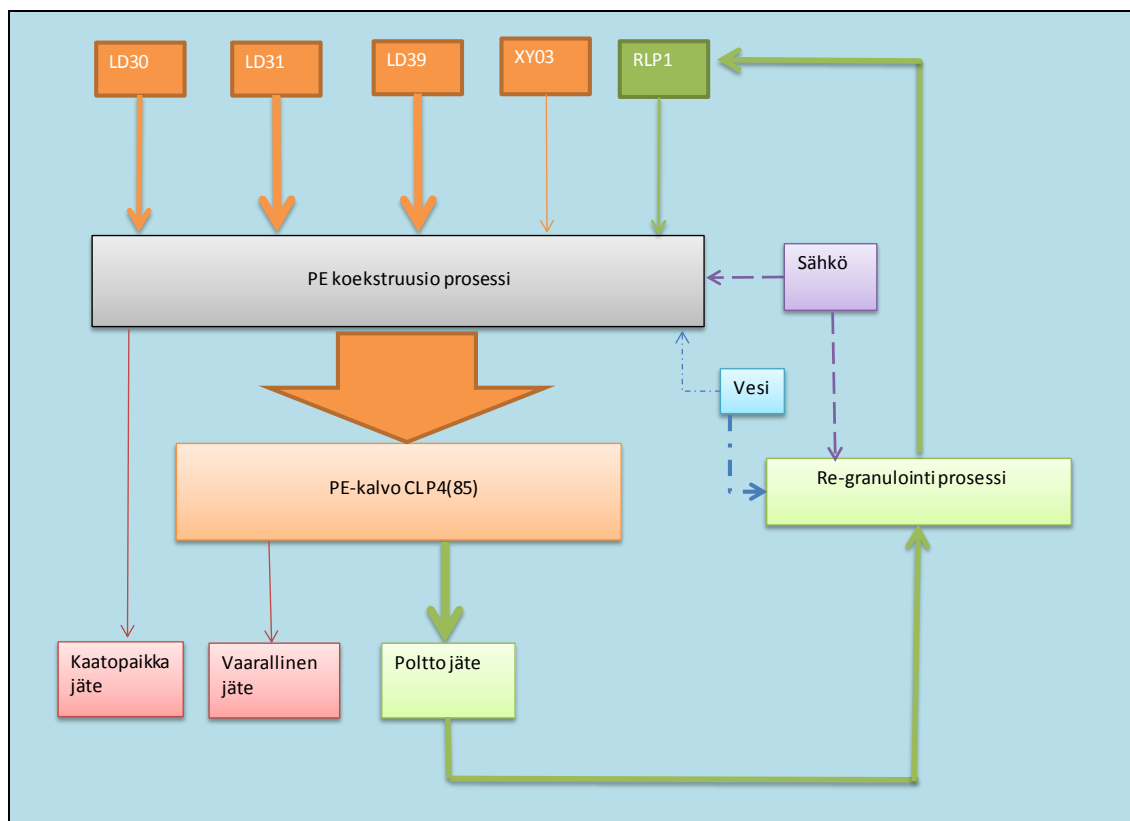 LD30
LD31
LD39
XY03
RLP1
PE koekstruusio prosessi
Sähkö
Vesi
PE-kalvo CLP4(85)
Re-granulointi prosessi
Kaatopaikka
jäte
Vaarallinen
jäte
Poltto jäte